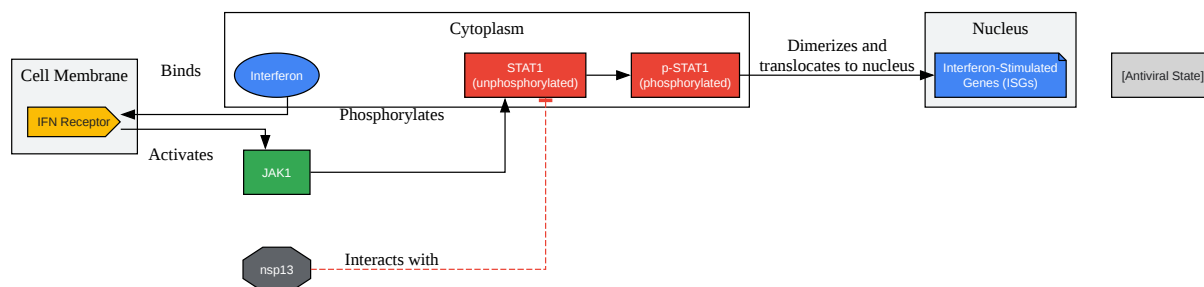 Cytoplasm
Nucleus
Cell Membrane
Binds
Interferon
STAT1
(unphosphorylated)
p-STAT1
(phosphorylated)
Dimerizes and
translocates to nucleus
Interferon-Stimulated
Genes (ISGs)
[Antiviral State]
IFN Receptor
Phosphorylates
Activates
JAK1
Interacts with
nsp13